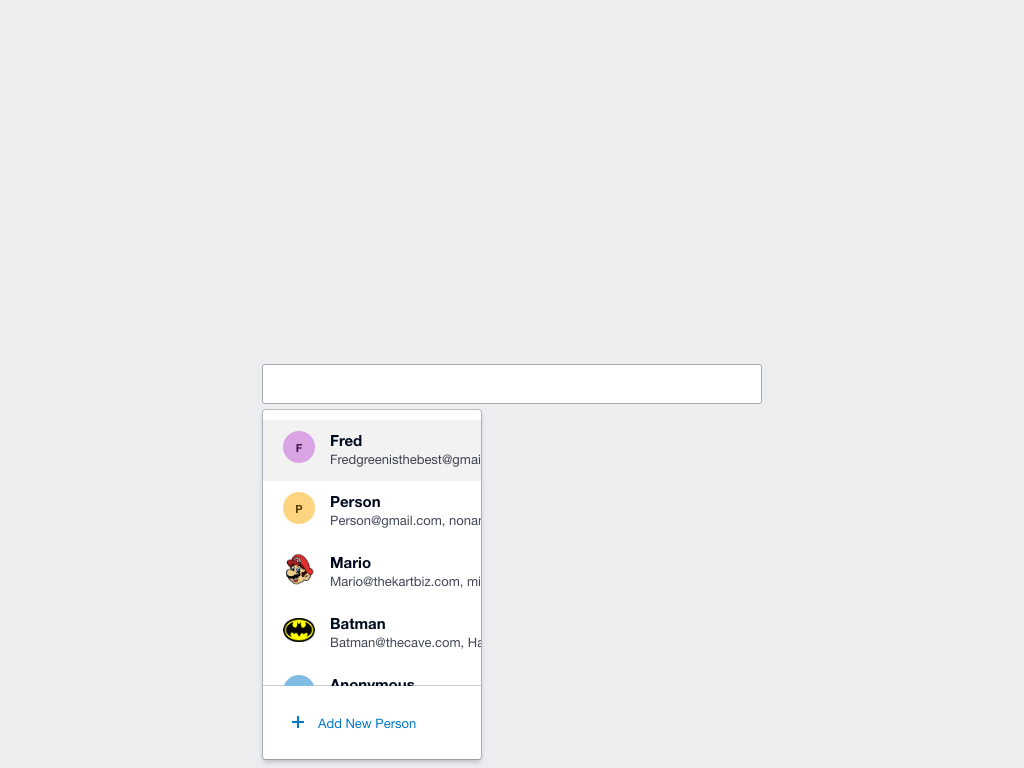 F
Fred
Fredgreenisthebest@gmai
P
Person
Person@gmail.com, nonar
Mario
Mario@thekartbiz.com, mi
Batman
Batman@thecave.com, Ha
Anonymous
Add New Person